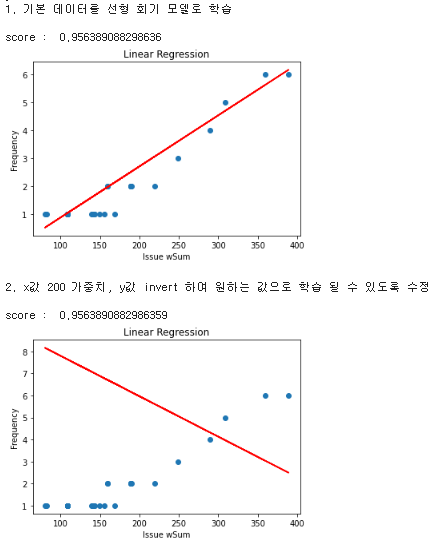 1. 기본 데이터을 선형 회기 모델로 학습
score :  0.956389088298636
Linear Regression
6
5
4
3
2
1
Frequency
100 150 200 250 300 350 400
Issue wSum
2. x값 200 가중치, y값 invert 하여 원하는 값으로 학습 될 수 있도록 수정
score :  0.9563890882986359
Linear Regression
8
7
6
5
4
3
2
1
Frequency
100 150 200 250 300 350 400
Issue wSum